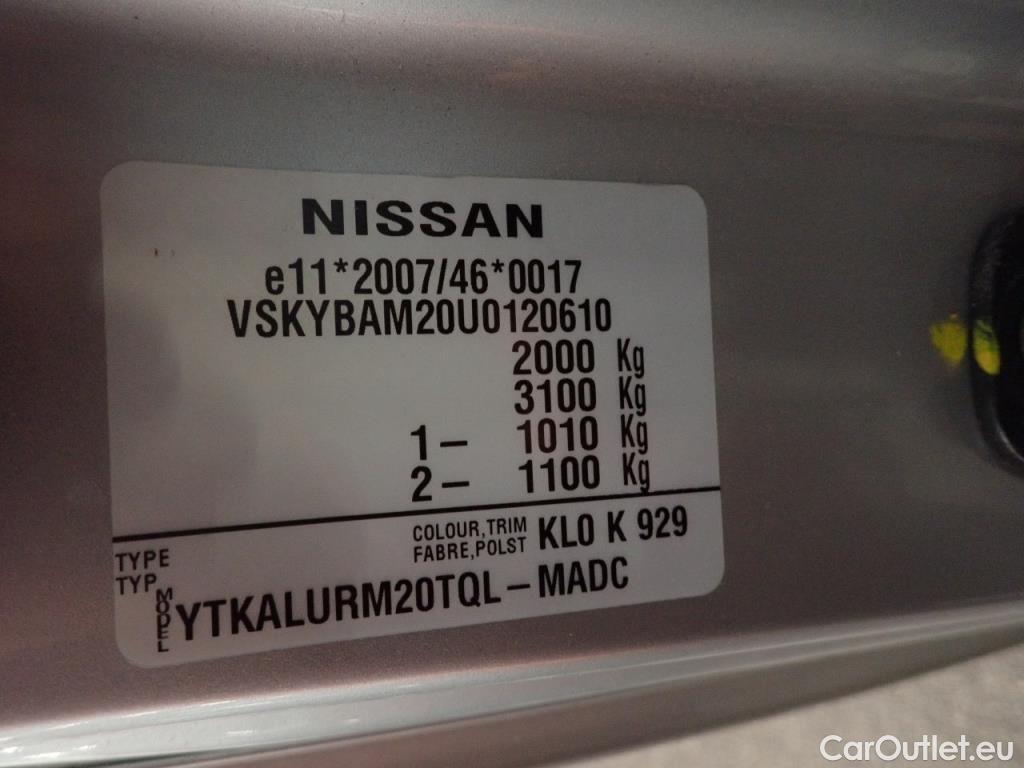 NISSAN
e11*2007/46*0017
VSKYBAM20U0120610
2000 Kg
3100 Kg
1- 1010 Kg
2- 1100 Kg
TYPE
TYP
COLOUR,TRIM
FABRE,POLST
KL0 K 929
MODEL
YTKALURM20TQL-MADC
CarOutlet.eu